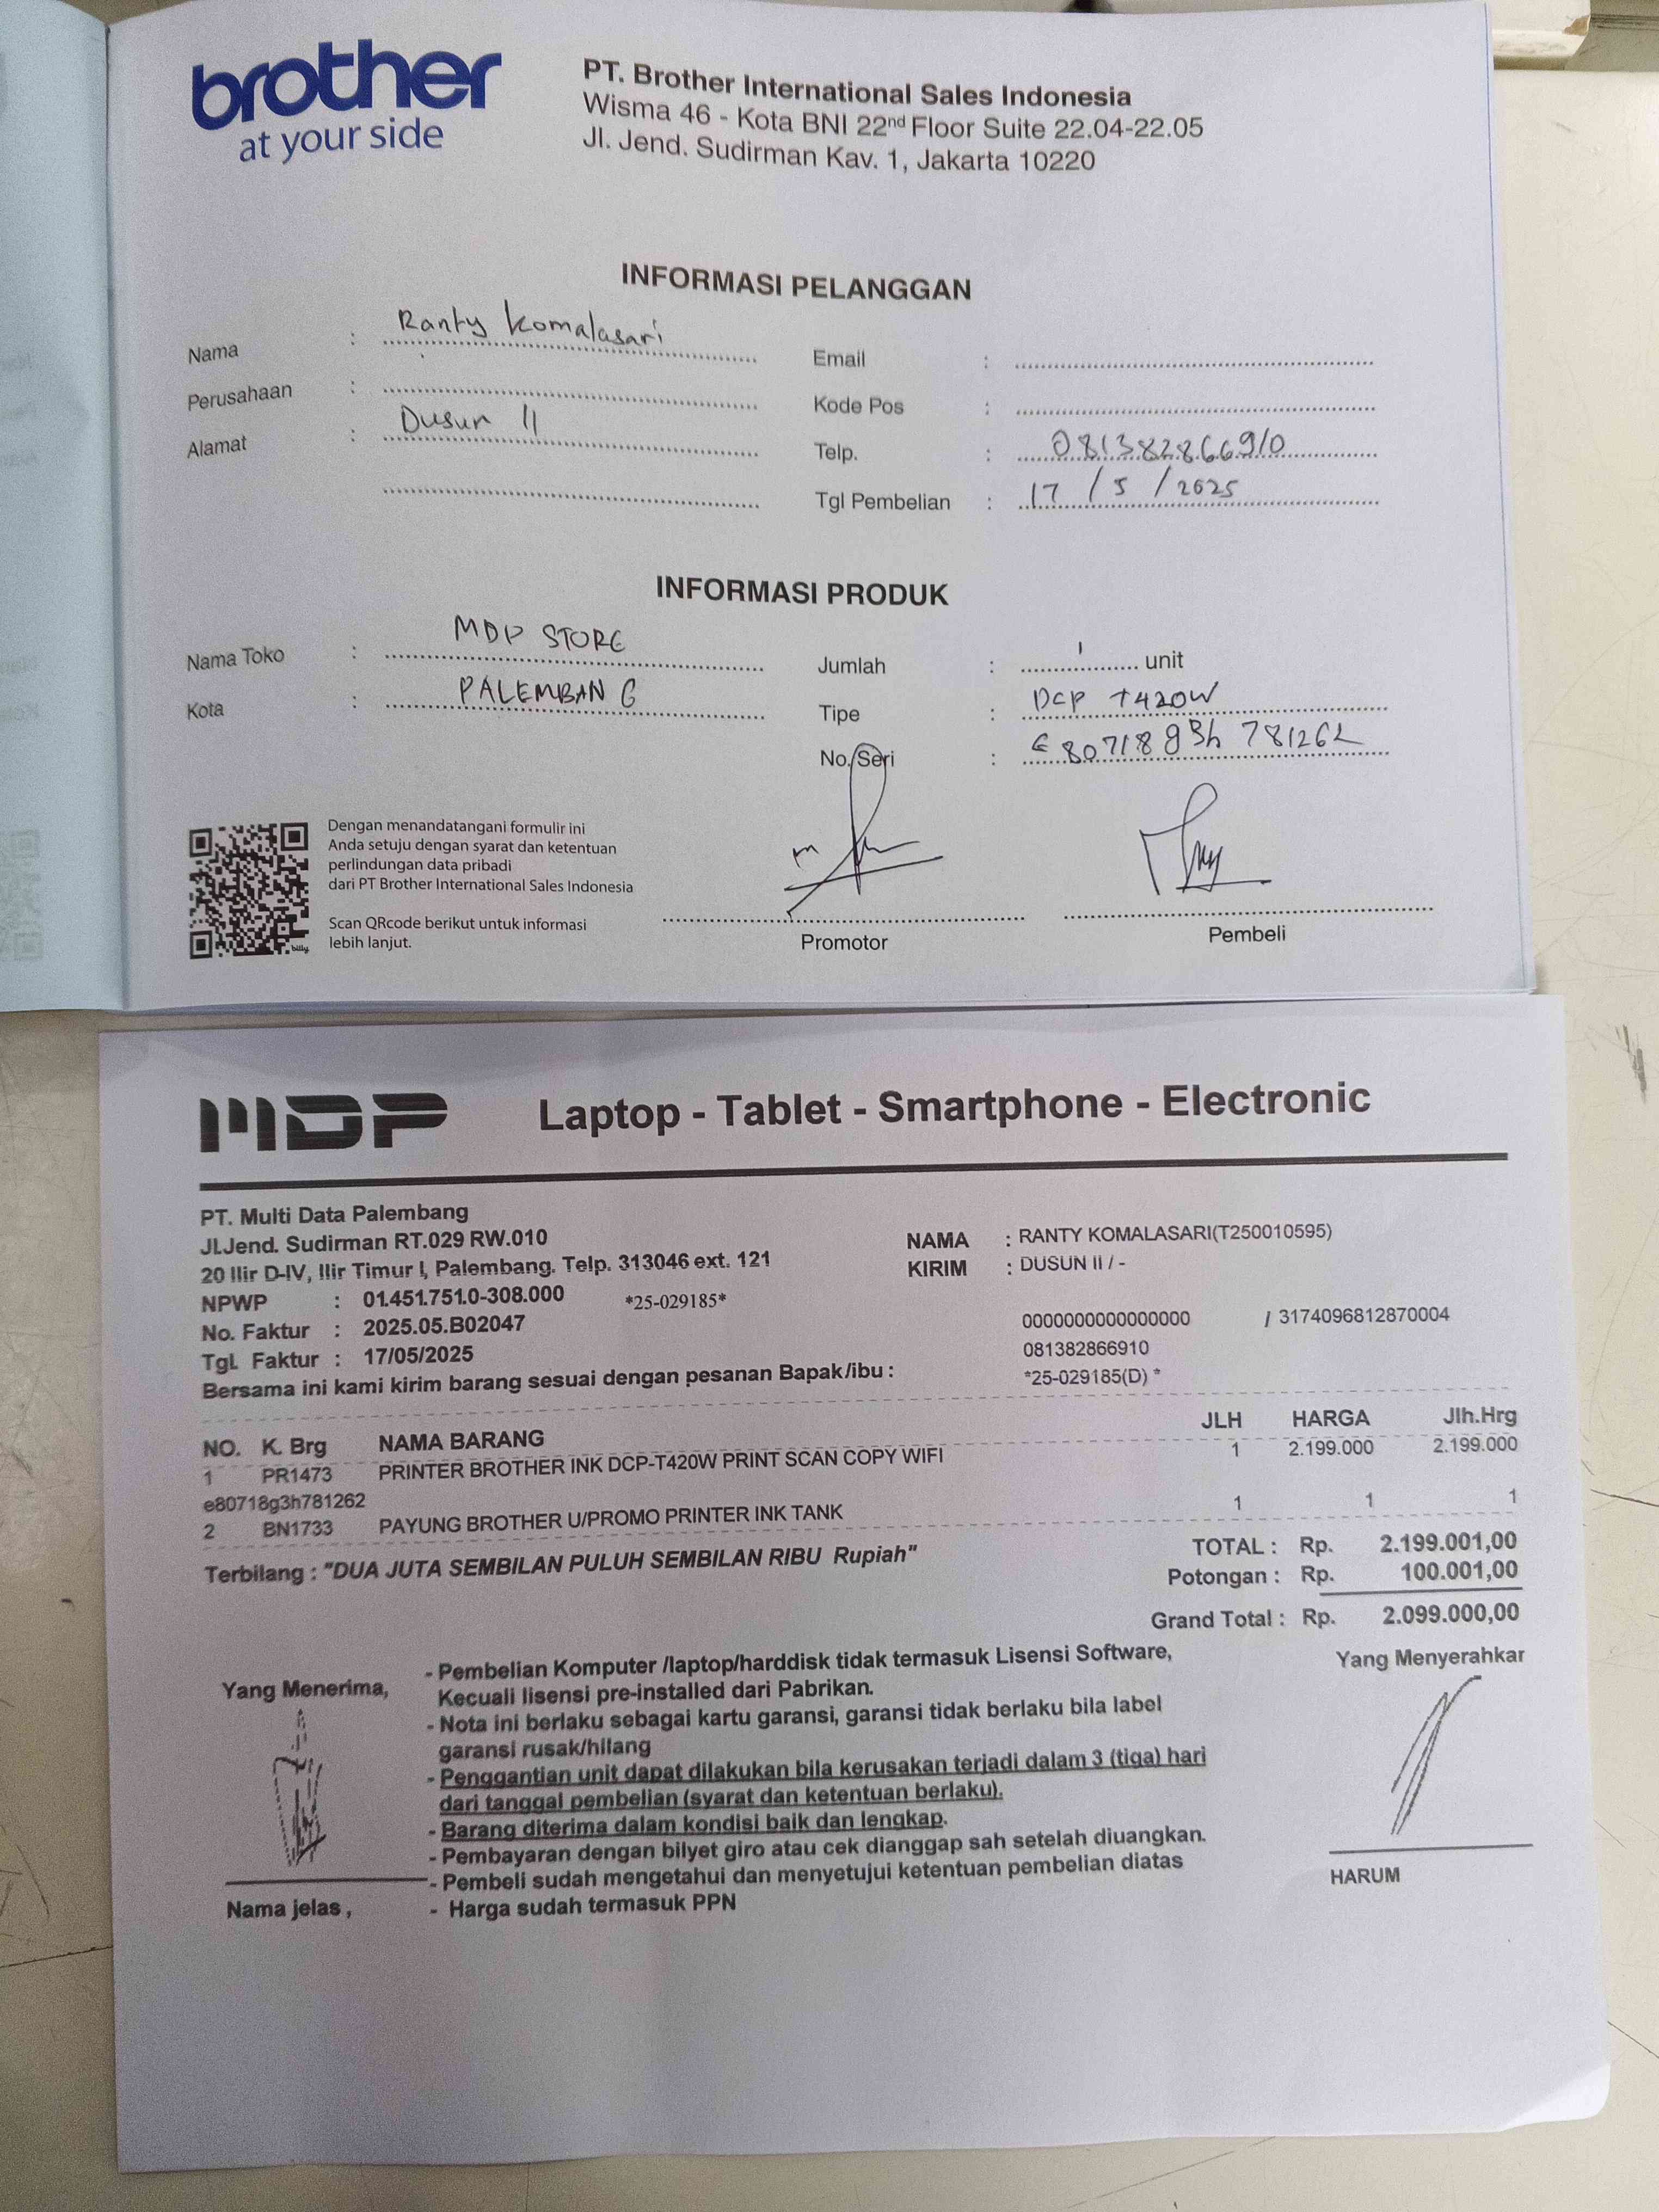 brother
at your side
PT. Brother International Sales Indonesia
Wisma 46 - Kota BNI 22nd Floor Suite 22.04-22.05
Jl. Jend. Sudirman Kav. 1, Jakarta 10220
INFORMASI PELANGGAN
Nama : Ranty Komalasari
Perusahaan :
Alamat : Dusun II
Email :
Kode Pos :
Telp. : 081382866910
Tgl Pembelian : 17 / 5 / 2025
INFORMASI PRODUK
Nama Toko : MDP STORE
Kota : PALEMBANG
Jumlah : 1 unit
Tipe : DCP T420W
No. Seri : E80718g3h 781262
Dengan menandatangani formulir ini
Anda setuju dengan syarat dan ketentuan
perlindungan data pribadi
dari PT Brother International Sales Indonesia
Scan QRcode berikut untuk informasi
lebih lanjut.
bitly
Promotor
Pembeli
MDP Laptop - Tablet - Smartphone - Electronic
PT. Multi Data Palembang
Jl.Jend. Sudirman RT.029 RW.010
20 Ilir D-IV, Ilir Timur I, Palembang. Telp. 313046 ext. 121
NPWP : 01.451.751.0-308.000 *25-029185*
No. Faktur : 2025.05.B02047
Tgl. Faktur : 17/05/2025
Bersama ini kami kirim barang sesuai dengan pesanan Bapak/ibu :
NAMA : RANTY KOMALASARI(T250010595)
KIRIM : DUSUN II / -
0000000000000000 / 3174096812870004
081382866910
*25-029185(D) *
NO. K. Brg NAMA BARANG JLH HARGA Jlh.Hrg
1 PR1473 PRINTER BROTHER INK DCP-T420W PRINT SCAN COPY WIFI 1 2.199.000 2.199.000
e80718g3h781262
2 BN1733 PAYUNG BROTHER U/PROMO PRINTER INK TANK 1 1 1
Terbilang : "DUA JUTA SEMBILAN PULUH SEMBILAN RIBU Rupiah"
TOTAL : Rp. 2.199.001,00
Potongan : Rp. 100.001,00
Grand Total : Rp. 2.099.000,00
Yang Menerima,
Nama jelas ,
- Pembelian Komputer /laptop/harddisk tidak termasuk Lisensi Software,
Kecuali lisensi pre-installed dari Pabrikan.
- Nota ini berlaku sebagai kartu garansi, garansi tidak berlaku bila label
garansi rusak/hilang
- Penggantian unit dapat dilakukan bila kerusakan terjadi dalam 3 (tiga) hari
dari tanggal pembelian (syarat dan ketentuan berlaku).
- Barang diterima dalam kondisi baik dan lengkap.
- Pembayaran dengan bilyet giro atau cek dianggap sah setelah diuangkan.
- Pembeli sudah mengetahui dan menyetujui ketentuan pembelian diatas
- Harga sudah termasuk PPN
Yang Menyerahkar
HARUM